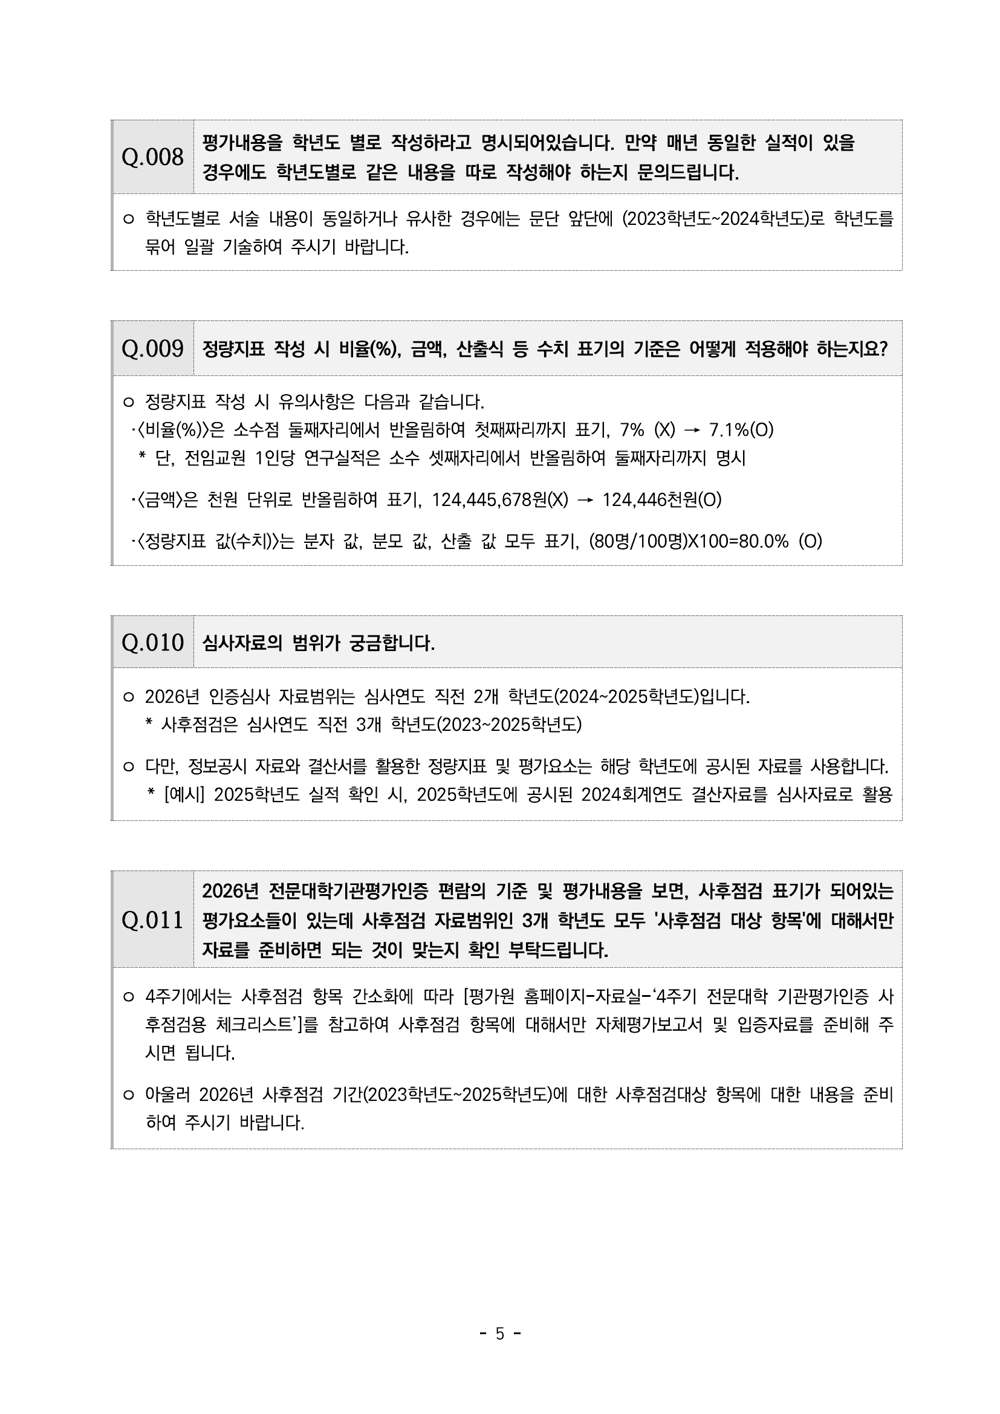 Q.008
평가내용을 학년도 별로 작성하라고 명시되어있습니다. 만약 매년 동일한 실적이 있을
경우에도 학년도별로 같은 내용을 따로 작성해야 하는지 문의드립니다.
○ 학년도별로 서술 내용이 동일하거나 유사한 경우에는 문단 앞단에 (2023학년도~2024학년도)로 학년도를
묶어 일괄 기술하여 주시기 바랍니다.
Q.009
정량지표 작성 시 비율(%), 금액, 산출식 등 수치 표기의 기준은 어떻게 적용해야 하는지요?
○ 정량지표 작성 시 유의사항은 다음과 같습니다.
·〈비율(%)〉은 소수점 둘째자리에서 반올림하여 첫째짜리까지 표기, 7% (X) → 7.1%(O)
* 단, 전임교원 1인당 연구실적은 소수 셋째자리에서 반올림하여 둘째자리까지 명시
·〈금액〉은 천원 단위로 반올림하여 표기, 124,445,678원(X) → 124,446천원(O)
·〈정량지표 값(수치)〉는 분자 값, 분모 값, 산출 값 모두 표기, (80명/100명)X100=80.0% (O)
Q.010
심사자료의 범위가 궁금합니다.
○ 2026년 인증심사 자료범위는 심사연도 직전 2개 학년도(2024~2025학년도)입니다.
* 사후점검은 심사연도 직전 3개 학년도(2023~2025학년도)
○ 다만, 정보공시 자료와 결산서를 활용한 정량지표 및 평가요소는 해당 학년도에 공시된 자료를 사용합니다.
* [예시] 2025학년도 실적 확인 시, 2025학년도에 공시된 2024회계연도 결산자료를 심사자료로 활용
Q.011
2026년 전문대학기관평가인증 편람의 기준 및 평가내용을 보면, 사후점검 표기가 되어있는
평가요소들이 있는데 사후점검 자료범위인 3개 학년도 모두 '사후점검 대상 항목'에 대해서만
자료를 준비하면 되는 것이 맞는지 확인 부탁드립니다.
○ 4주기에서는 사후점검 항목 간소화에 따라 [평가원 홈페이지-자료실-‘4주기 전문대학 기관평가인증 사
후점검용 체크리스트’]를 참고하여 사후점검 항목에 대해서만 자체평가보고서 및 입증자료를 준비해 주
시면 됩니다.
○ 아울러 2026년 사후점검 기간(2023학년도~2025학년도)에 대한 사후점검대상 항목에 대한 내용을 준비
하여 주시기 바랍니다.
- 5 -